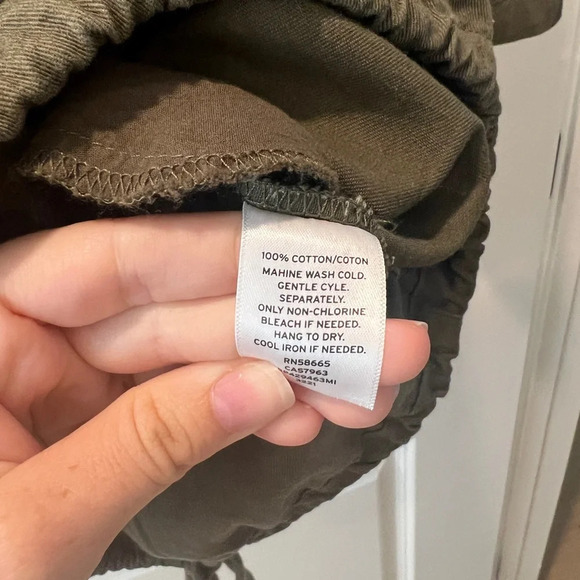 100% COTTON/COTON
MAHINE WASH COLD.
GENTLE CYLE.
SEPARATELY.
ONLY NON-CHLORINE
BLEACH IF NEEDED.
HANG TO DRY.
COOL IRON IF NEEDED.
RN58665
CA57963